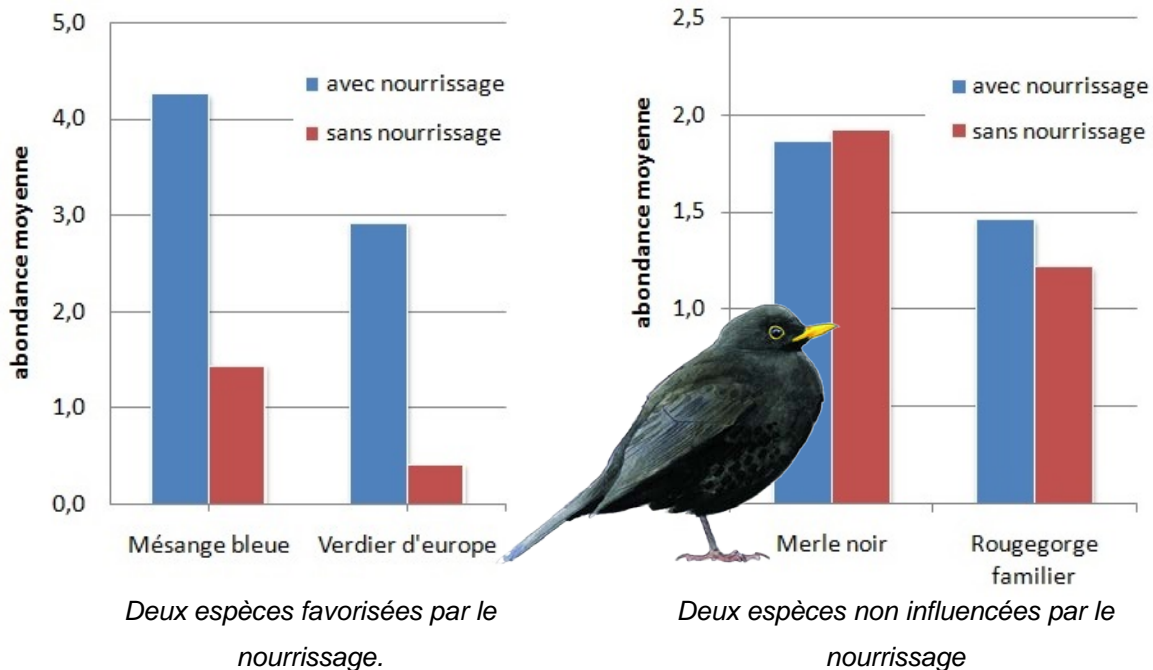 5,0
4,0
3,0
2,0
1,0
0,0
abondance moyenne
avec nourrissage
sans nourrissage
Mésange bleue
Verdier d'europe
Deux espèces favorisées par le
nourrissage.
2,5
2,0
1,5
1,0
abondance moyenne
avec nourrissage
sans nourrissage
Merle noir
Rougegorge
familier
Deux espèces non influencées par le
nourrissage